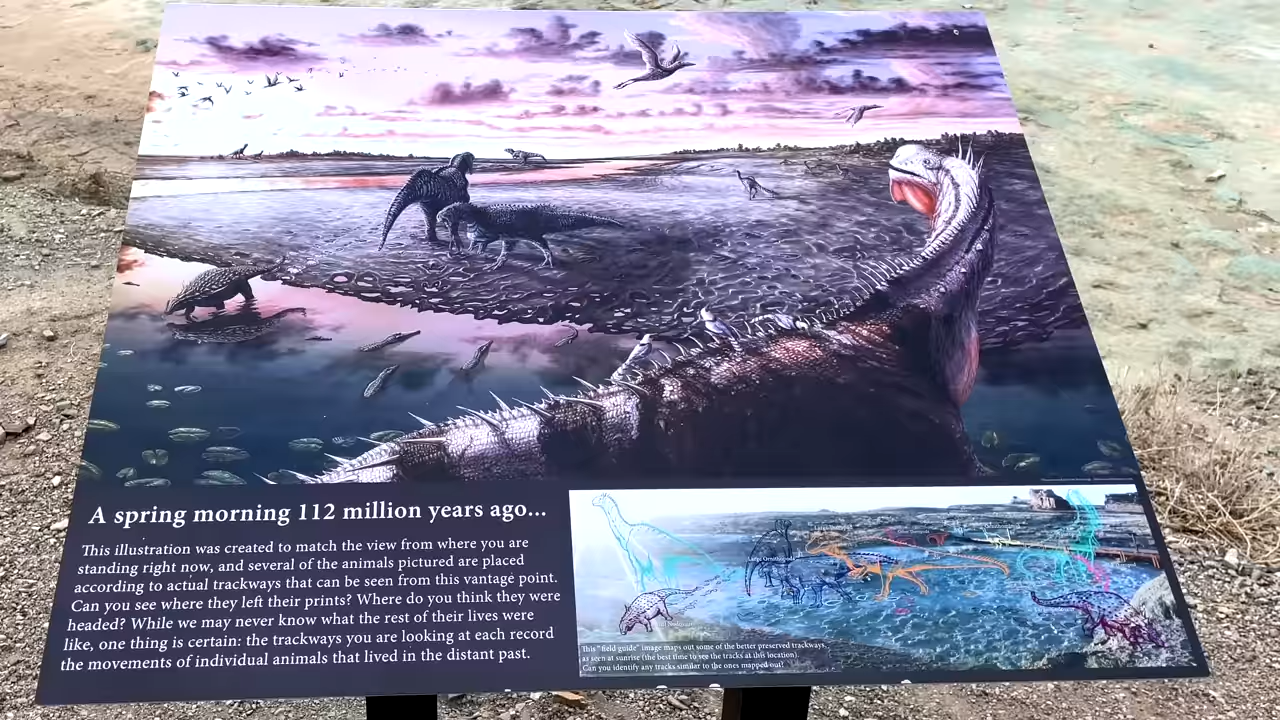 A spring morning 112 million years ago...
This illustration was created to match the view from where you are
standing right now, and several of the animals pictured are placed
according to actual trackways that can be seen from this vantage point.
Can you see where they left their prints? Where do you think they were
headed? While we may never know what the rest of their lives were
like, one thing is certain: the trackways you are looking at each record
the movements of individual animals that lived in the distant past.
This "field guide" image maps out some of the better preserved trackways,
as seen at sunrise (the best time to see the tracks at this location)
Can you identify any tracks similar to the ones mapped out?